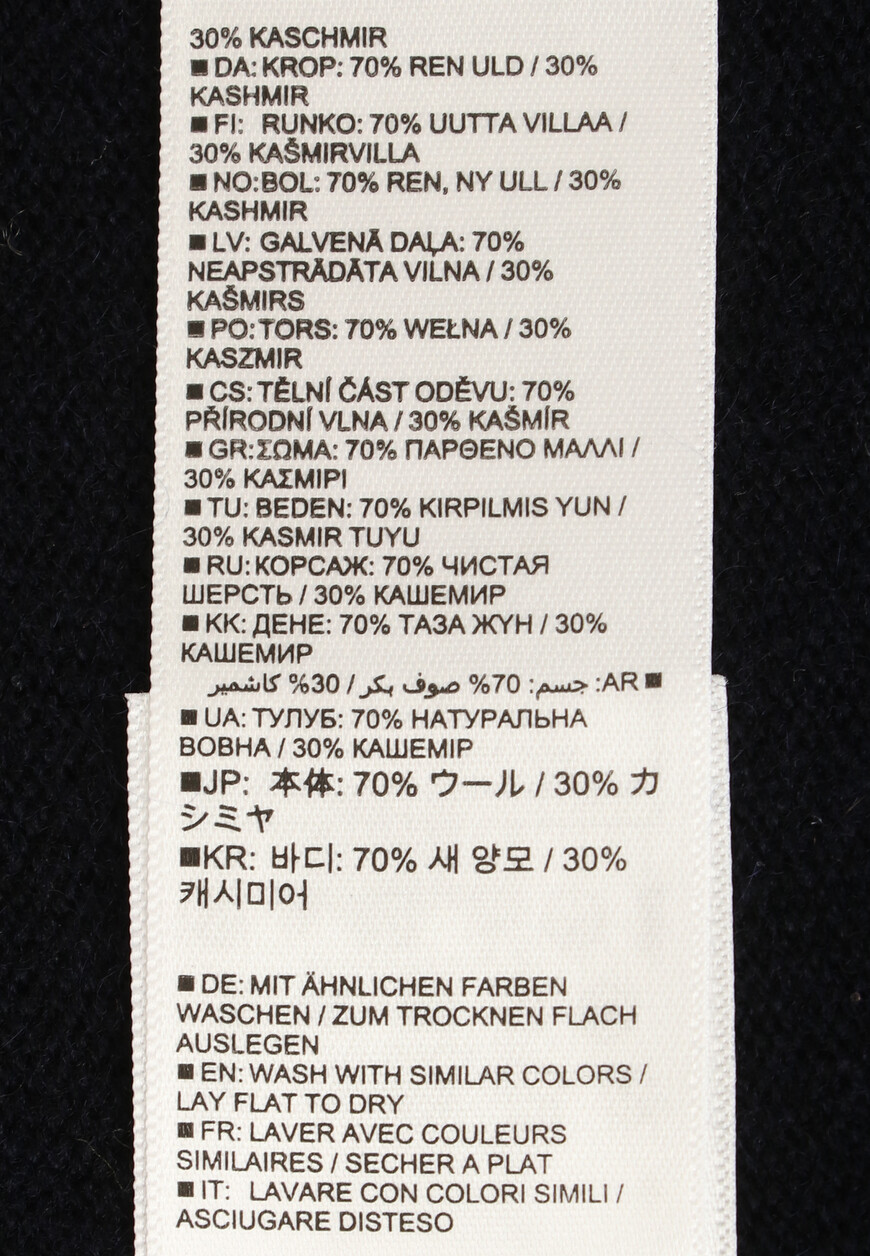 30% KASCHMIR
■ DA: KROP: 70% REN ULD / 30%
KASHMIR
■ FI: RUNKO: 70% UUTTA VILLAA /
30% KAŠMIRVILLA
■ NO:BOL: 70% REN, NY ULL / 30%
KASHMIR
■ LV: GALVENĀ DAĻA: 70%
NEAPSTRĀDĀTA VILNA / 30%
KAŠMIRS
■ PO:TORS: 70% WEŁNA / 30%
KASZMIR
■ CS: TĚLNÍ ČÁST ODĚVU: 70%
PŘÍRODNÍ VLNA / 30% KAŠMÍR
■ GR:ΣΩΜΑ: 70% ΠΑΡΘΕΝΟ ΜΑΛΛΙ /
30% ΚΑΣΜΙΡΙ
■ TU: BEDEN: 70% KIRPILMIS YUN /
30% KASMIR TUYU
■ RU: КОРСАЖ: 70% ЧИСТАЯ
ШЕРСТЬ / 30% КАШЕМИР
■ KK: ДЕНЕ: 70% ТАЗА ЖҮН / 30%
КАШЕМИР
■ AR: جسم: 70% صوف بكر / 30% كاشمير
■ UA: ТУЛУБ: 70% НАТУРАЛЬНА
ВОВНА / 30% КАШЕМІР
■JP: 本体: 70% ウール / 30% カ
シミヤ
■KR: 바디: 70% 새 양모 / 30%
캐시미어
■ DE: MIT ÄHNLICHEN FARBEN
WASCHEN / ZUM TROCKNEN FLACH
AUSLEGEN
■ EN: WASH WITH SIMILAR COLORS /
LAY FLAT TO DRY
■ FR: LAVER AVEC COULEURS
SIMILAIRES / SECHER A PLAT
■ IT: LAVARE CON COLORI SIMILI /
ASCIUGARE DISTESO